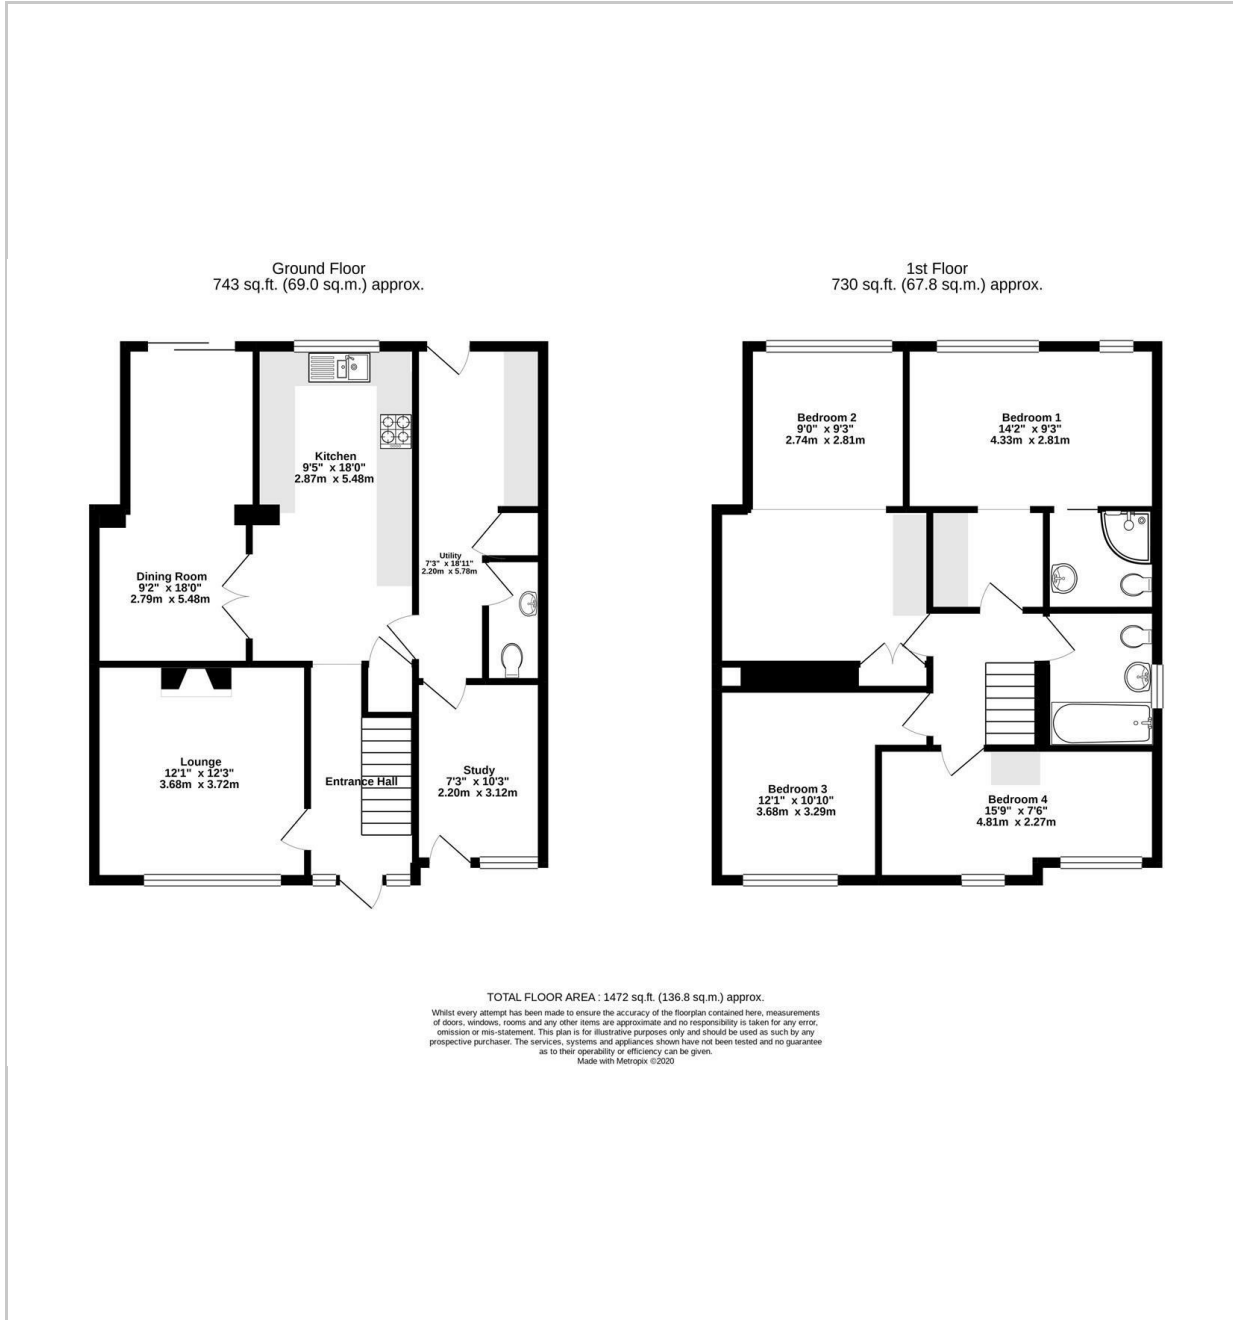 Ground Floor
743 sq.ft. (69.0 sq.m.) approx.
Kitchen
9'5"  x 18'0"
2.87m  x 5.48m
Utility
7'3"  x 18'11"
2.20m  x 5.78m
Dining Room
9'2"  x 18'0"
2.79m  x 5.48m
Lounge
12'1"  x 12'3"
3.68m  x 3.72m
Entrance Hall
Study
7'3"  x 10'3"
2.20m  x 3.12m
1st Floor
730 sq.ft. (67.8 sq.m.) approx.
Bedroom 2
9'0"  x 9'3"
2.74m  x 2.81m
Bedroom 1
14'2"  x 9'3"
4.33m  x 2.81m
Bedroom 3
12'1"  x 10'10"
3.68m  x 3.29m
Bedroom 4
15'9"  x 7'6"
4.81m  x 2.27m
TOTAL FLOOR AREA : 1472 sq.ft. (136.8 sq.m.) approx.
Whilst every attempt has been made to ensure the accuracy of the floorplan contained here, measurements
of doors, windows, rooms and any other items are approximate and no responsibility is taken for any error,
omission or mis-statement. This plan is for illustrative purposes only and should be used as such by any
prospective purchaser. The services, systems and appliances shown have not been tested and no guarantee
as to their operability or efficiency can be given.
Made with Metropix ©2020